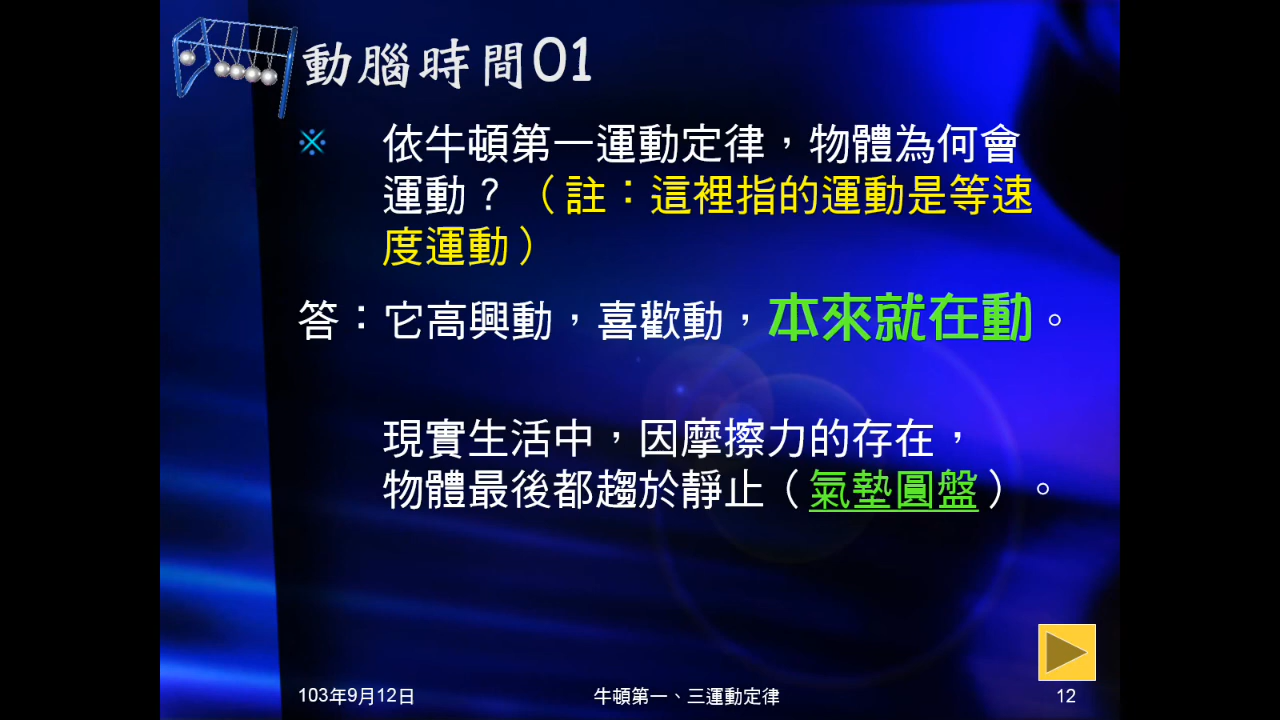 動腦時間01
※ 依牛頓第一運動定律，物體為何會
運動？（註：這裡指的運動是等速
度運動）
答：它高興動，喜歡動，本來就在動。
現實生活中，因摩擦力的存在，
物體最後都趨於靜止（氣墊圓盤）。
103年9月12日
牛頓第一、三運動定律
12